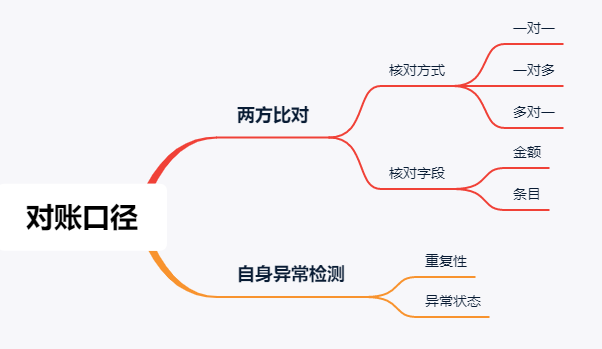 对账口径
两方比对
核对方式
一对一
一对多
多对一
核对字段
金额
条目
自身异常检测
重复性
异常状态